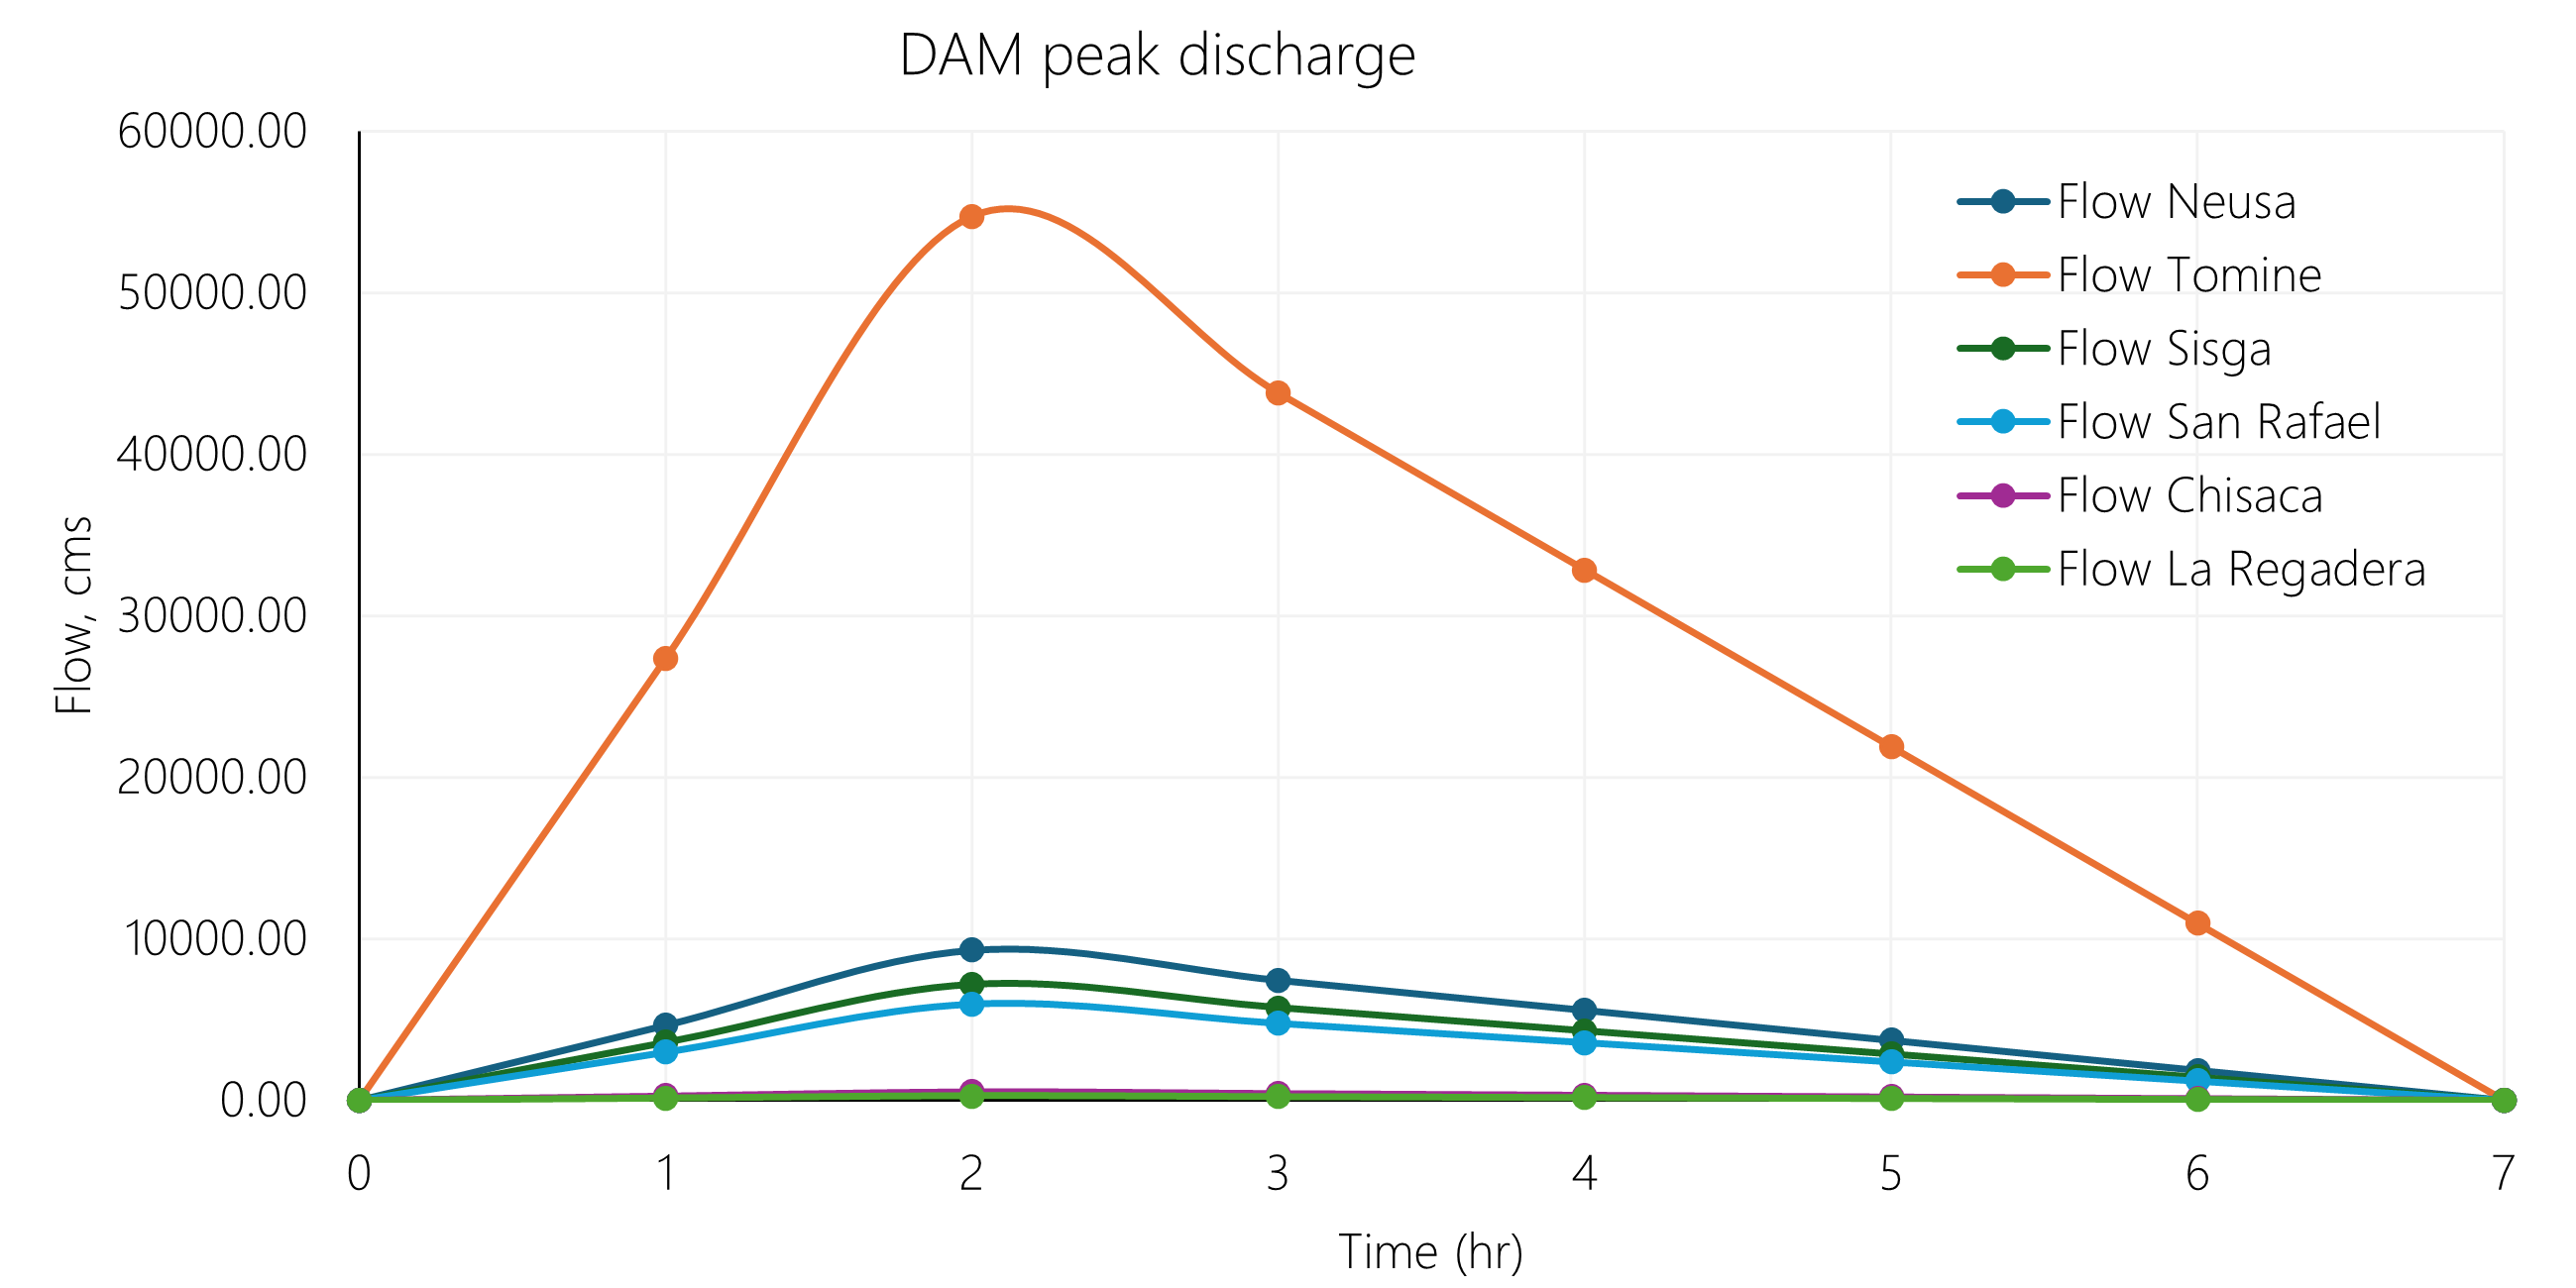 DAM peak discharge
60000.00
50000.00
40000.00
30000.00
20000.00
10000.00
0.00
Flow, cms
Flow Neusa
Flow Tomine
Flow Sisga
Flow San Rafael
Flow Chisaca
Flow La Regadera
0 1 2 3 4 5 6 7
Time (hr)